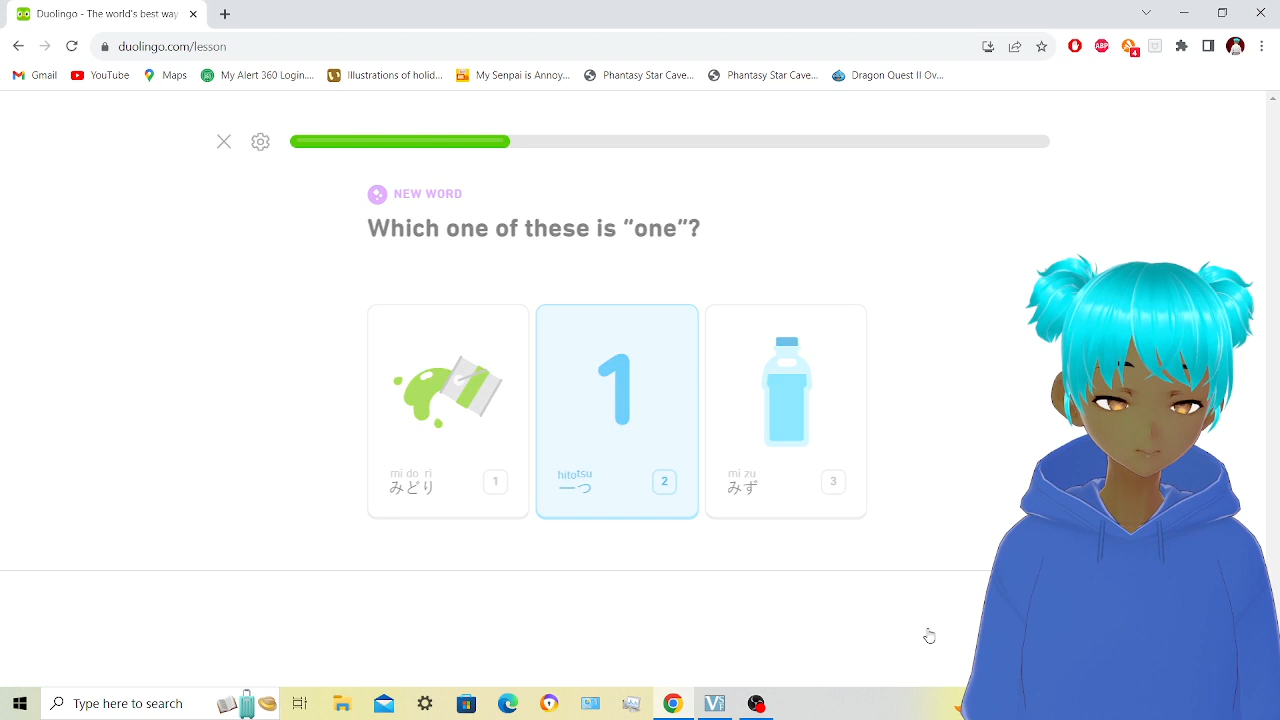 Duolingo - The world's best way
duolingo.com/lesson
4
Gmail
YouTube
Maps
My Alert 360 Login....
Illustrations of holid...
My Senpai is Annoy...
Phantasy Star Cave...
Phantasy Star Cave...
Dragon Quest II Ov...
NEW WORD
Which one of these is “one”?
1
mi do ri
みどり
1
hitotsu
一つ
2
mi zu
みず
3
Type here to search